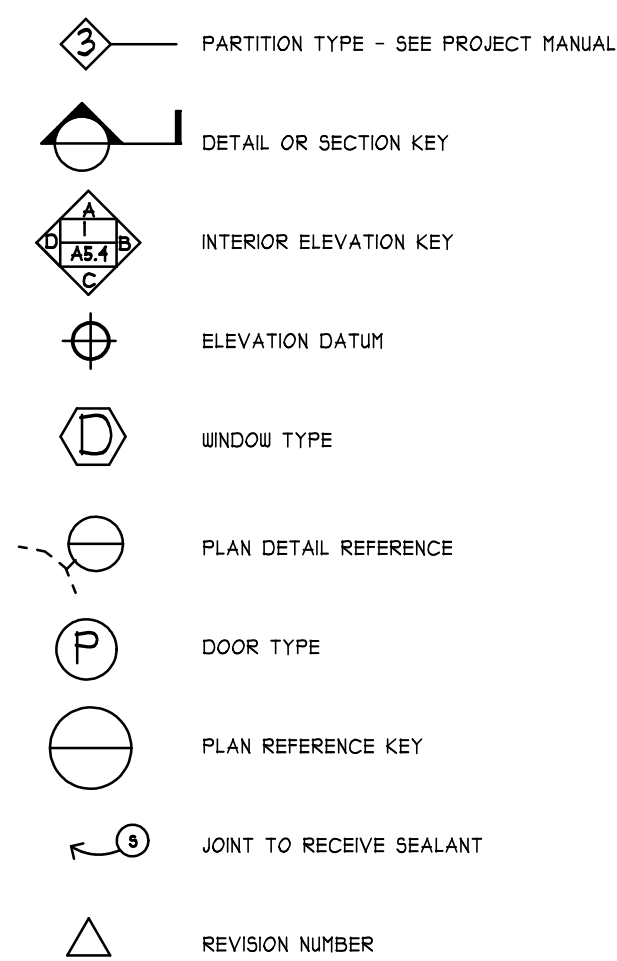 3 PARTITION TYPE - SEE PROJECT MANUAL
DETAIL OR SECTION KEY
A
1
D B
A5.4
C
INTERIOR ELEVATION KEY
ELEVATION DATUM
D WINDOW TYPE
PLAN DETAIL REFERENCE
P DOOR TYPE
PLAN REFERENCE KEY
S JOINT TO RECEIVE SEALANT
REVISION NUMBER